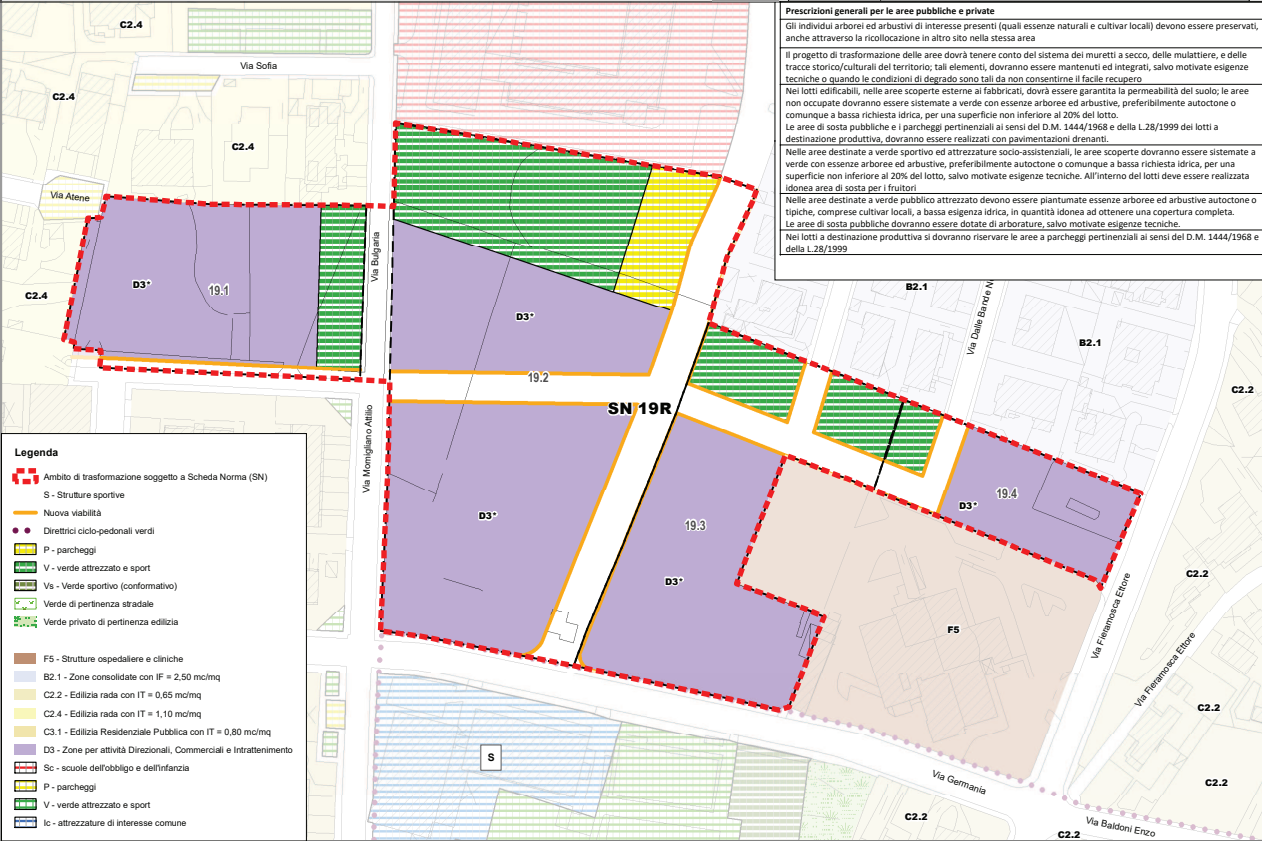 Prescrizioni generali per le aree pubbliche e private
Gli individui arborei ed arbustivi di interesse presenti (quali essenze naturali e cultivar locali) devono essere preservati,
anche attraverso la ricollocazione in altro sito nella stessa area
Il progetto di trasformazione delle aree dovrà tenere conto del sistema dei muretti a secco, delle mulattiere, e delle
tracce storico/culturali del territorio; tali elementi, dovranno essere mantenuti ed integrati, salvo motivate esigenze
tecniche o quando le condizioni di degrado sono tali da non consentirne il facile recupero
Nei lotti edificabili, nelle aree scoperte esterne ai fabbricati, dovrà essere garantita la permeabilità del suolo; le aree
non occupate dovranno essere sistemate a verde con essenze arboree ed arbustive, preferibilmente autoctone o
comunque a bassa richiesta idrica, per una superficie non inferiore al 20% del lotto.
Le aree di sosta pubbliche e i parcheggi pertinenziali ai sensi del D.M. 1444/1968 e della L.28/1999 dei lotti a
destinazione produttiva, dovranno essere realizzati con pavimentazioni drenanti.
Nelle aree destinate a verde sportivo ed attrezzature socio-assistenziali, le aree scoperte dovranno essere sistemate a
verde con essenze arboree ed arbustive, preferibilmente autoctone o comunque a bassa richiesta idrica, per una
superficie non inferiore al 20% del lotto, salvo motivate esigenze tecniche. All'interno del lotti deve essere realizzata
idonea area di sosta per i fruitori
Nelle aree destinate a verde pubblico attrezzato devono essere piantumate essenze arboree ed arbustive autoctone o
tipiche, comprese cultivar locali, a bassa esigenza idrica, in quantità idonea ad ottenere una copertura completa.
Le aree di sosta pubbliche dovranno essere dotate di arborature, salvo motivate esigenze tecniche.
Nei lotti a destinazione produttiva si dovranno riservare le aree a parcheggi pertinenziali ai sensi del D.M. 1444/1968 e
della L.28/1999
C2.4
Via Sofia
C2.4
C2.4
Via Atene
Via Bulgaria
C2.4
D3*
19.1
D3*
B2.1
Via Dalle Bande N
B2.1
19.2
SN 19R
C2.2
Via Momigliano Attilio
D3*
19.3
D3*
19.4
D3*
C2.2
F5
Via Fieramosca Ettore
Via Fieramosca Ettore
C2.2
S
Via Germania
C2.2
C2.2
Via Baldoni Enzo
C2.2
Legenda
Ambito di trasformazione soggetto a Scheda Norma (SN)
S - Strutture sportive
Nuova viabilità
Direttrici ciclo-pedonali verdi
P - parcheggi
V - verde attrezzato e sport
Vs - Verde sportivo (conformativo)
Verde di pertinenza stradale
Verde privato di pertinenza edilizia
F5 - Strutture ospedaliere e cliniche
B2.1 - Zone consolidate con IF = 2,50 mc/mq
C2.2 - Edilizia rada con IT = 0,65 mc/mq
C2.4 - Edilizia rada con IT = 1,10 mc/mq
C3.1 - Edilizia Residenziale Pubblica con IT = 0,80 mc/mq
D3 - Zone per attività Direzionali, Commerciali e Intrattenimento
Sc - scuole dell'obbligo e dell'infanzia
P - parcheggi
V - verde attrezzato e sport
Ic - attrezzature di interesse comune